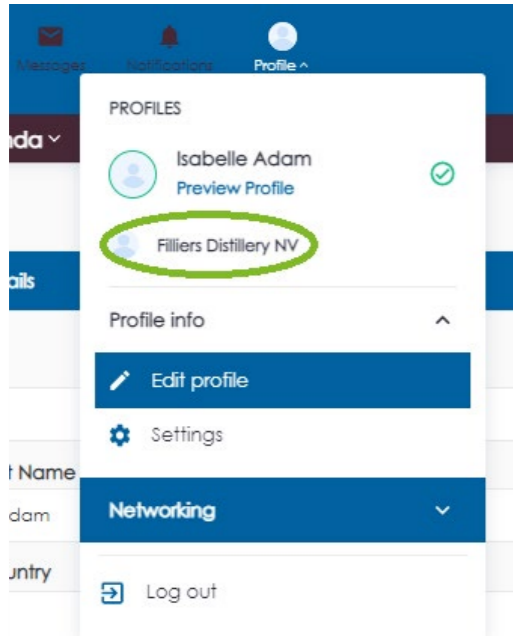 Messages
Notifications
Profile
nda
PROFILES
Isabelle Adam
Preview Profile
Filliers Distillery NV
ails
Profile info
Edit profile
Settings
t Name
Networking
dam
untry
Log out